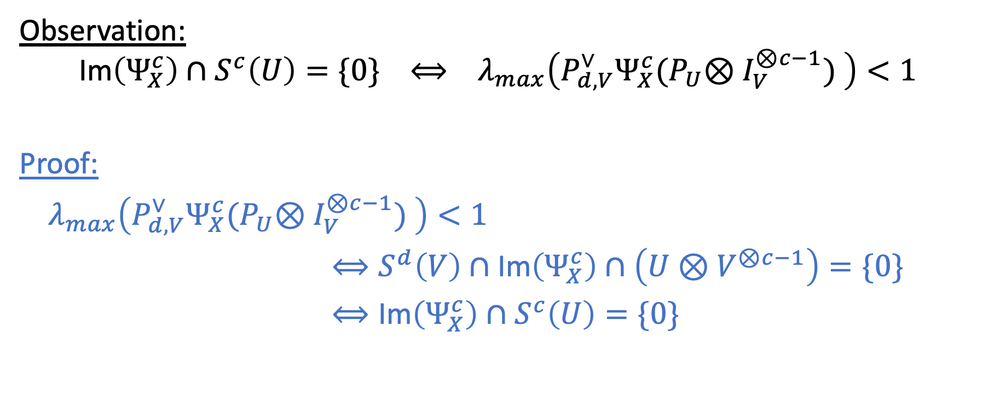 Observation:
Im(Ψ_X^c) ∩ S^c(U) = {0} ⟺ λ_max(P_{d,V}^∨ Ψ_X^c(P_U ⊗ I_V^{⊗c−1})) < 1
Proof:
λ_max(P_{d,V}^∨ Ψ_X^c(P_U ⊗ I_V^{⊗c−1})) < 1
⟺ S^d(V) ∩ Im(Ψ_X^c) ∩ (U ⊗ V^{⊗c−1}) = {0}
⟺ Im(Ψ_X^c) ∩ S^c(U) = {0}